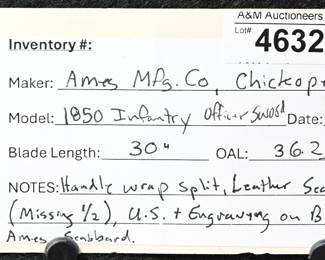 A&M Auctioneers
Lot# 4632
Inventory #:
Maker: Ames Mfg. Co, Chickop
Model: 1850 Infantry Officer Sword Date:
Blade Length: 30" OAL: 36.2
NOTES: Handle wrap split, Leather Sca
(Missing 1/2), U.S. + Engraving on B
Ames Scabbard.